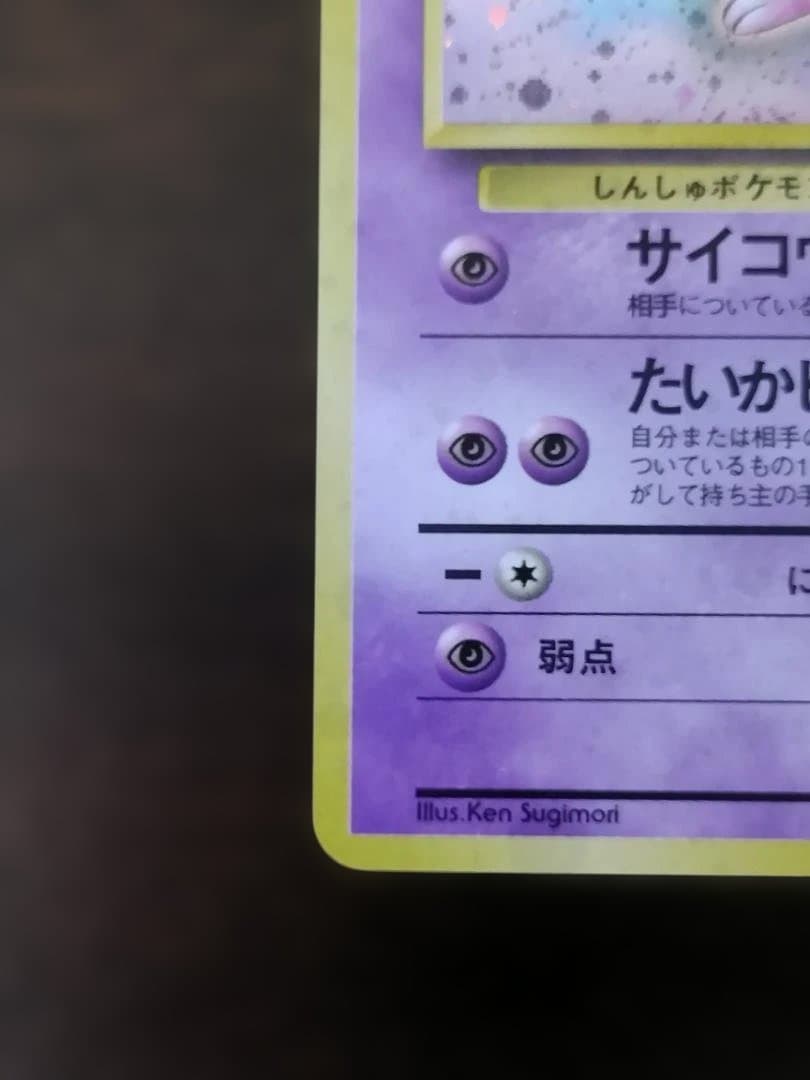 しんしゅポケモ
サイコ
相手についている
たいか
自分または相手の
ついているもの1
がして持ち主の手
に
弱点
Illus.Ken Sugimori